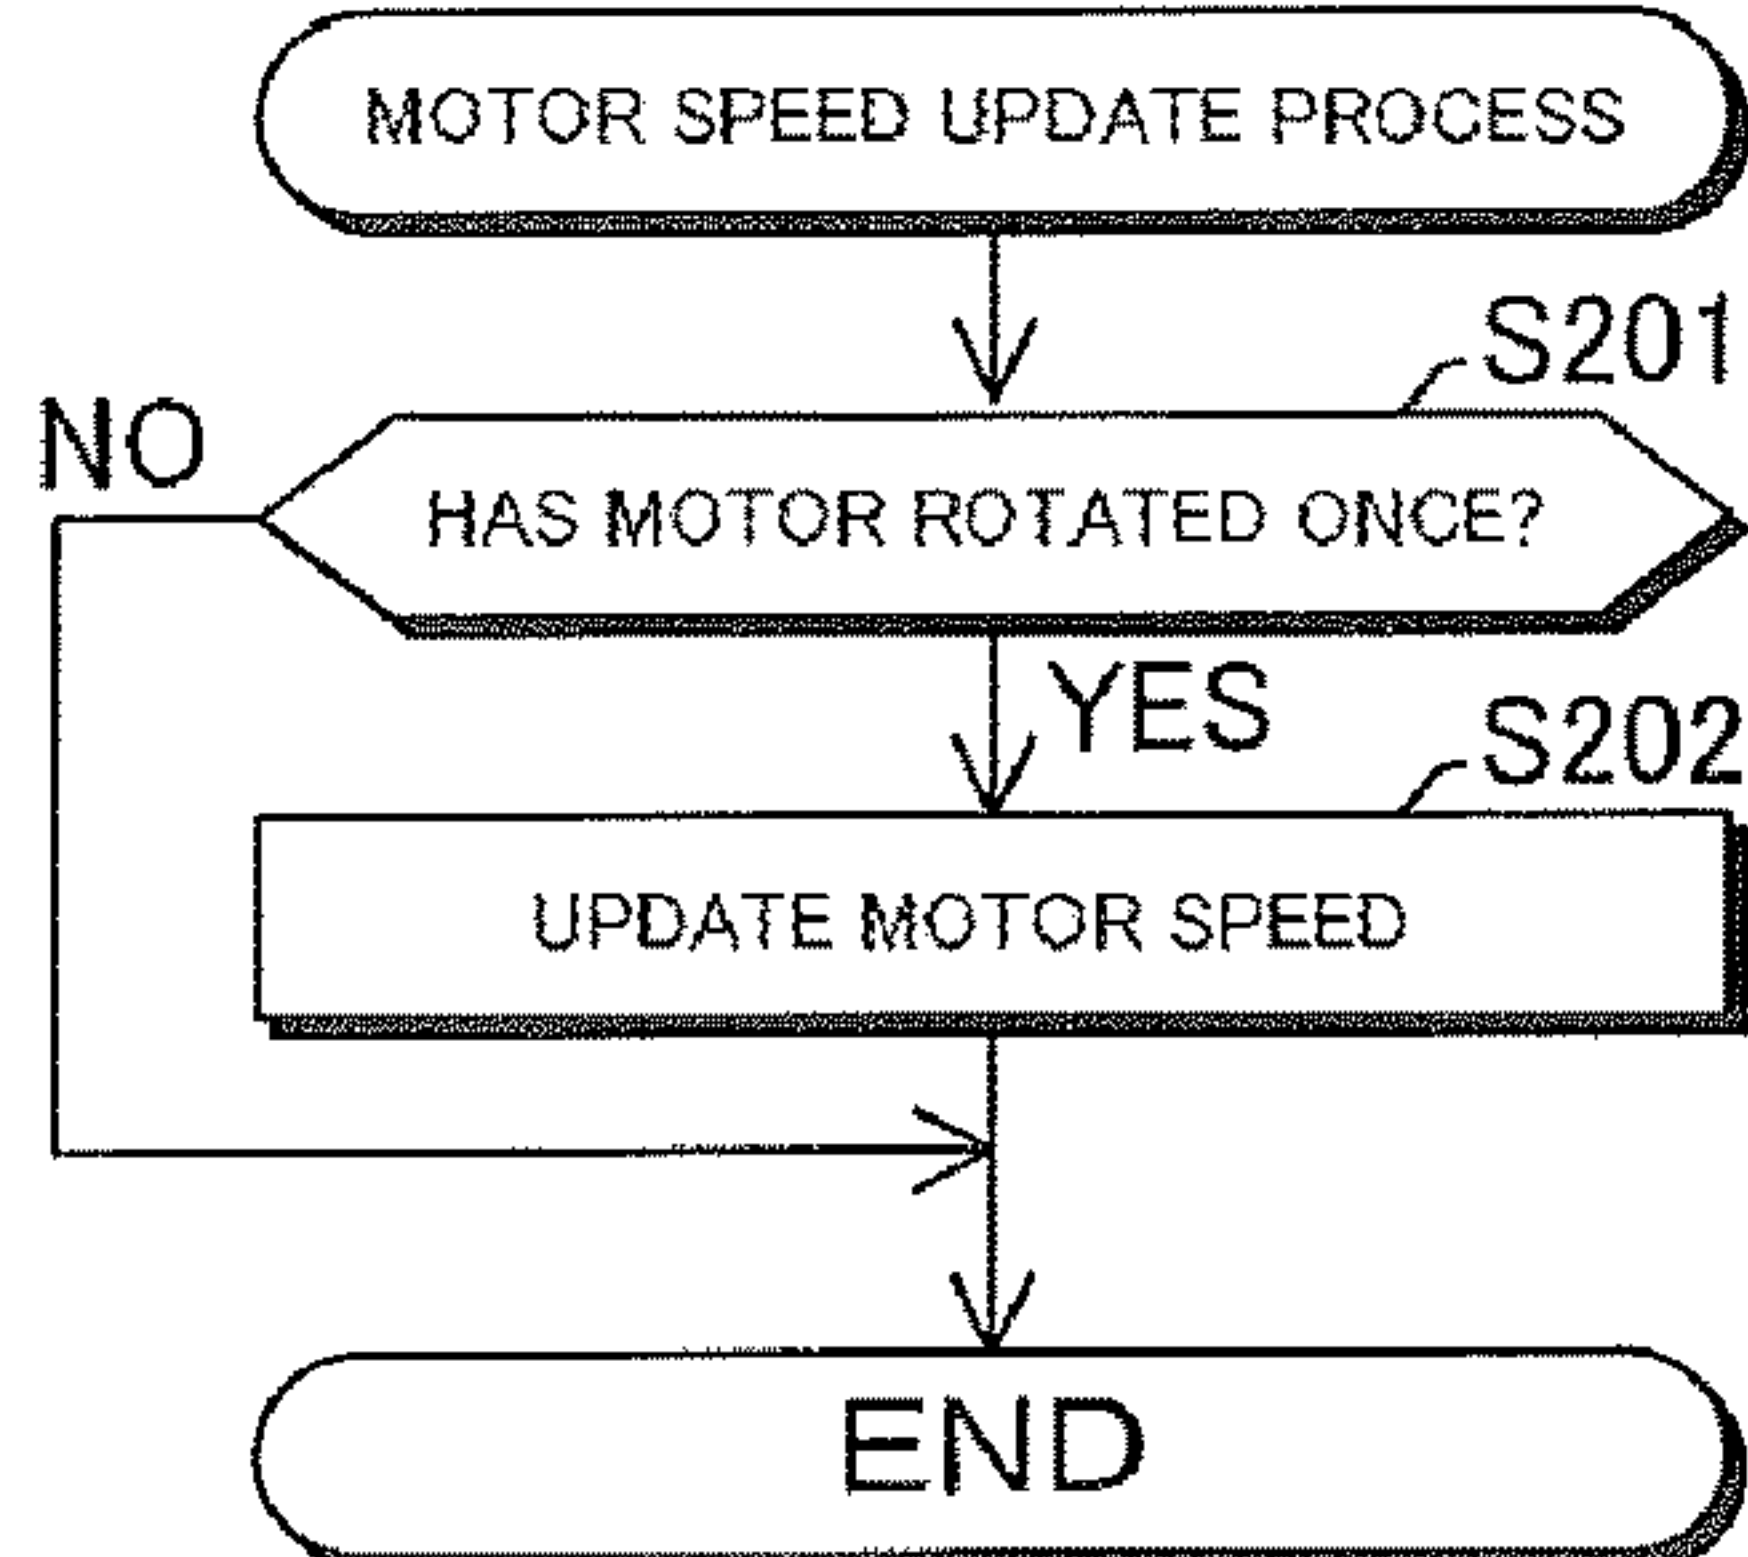 MOTOR SPEED UPDATE PROCESS
S201
NO
HAS MOTOR ROTATED ONCE?
YES
S202
UPDATE MOTOR SPEED
END